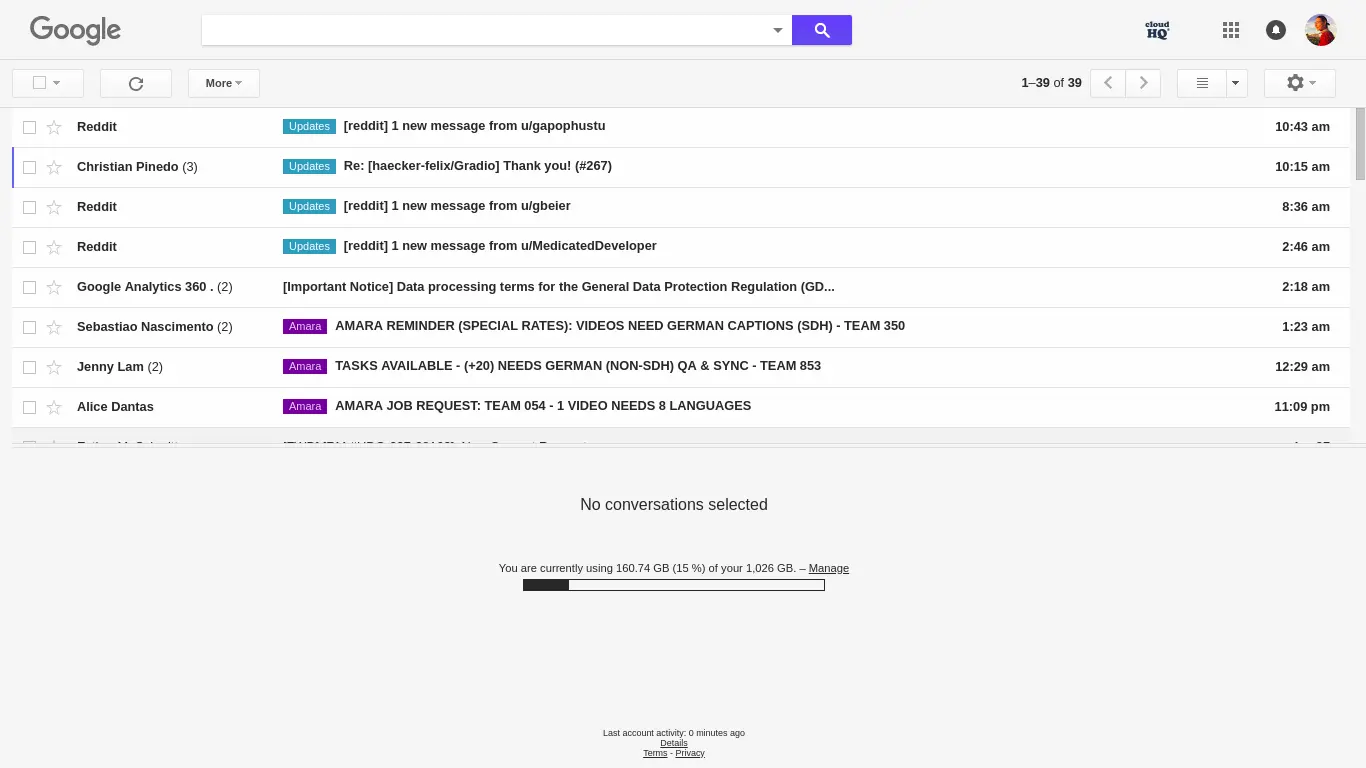 Google
cloud HQ
More
1–39 of 39
Reddit Updates [reddit] 1 new message from u/gapophustu 10:43 am
Christian Pinedo (3) Updates Re: [haecker-felix/Gradio] Thank you! (#267) 10:15 am
Reddit Updates [reddit] 1 new message from u/gbeier 8:36 am
Reddit Updates [reddit] 1 new message from u/MedicatedDeveloper 2:46 am
Google Analytics 360 . (2) [Important Notice] Data processing terms for the General Data Protection Regulation (GD... 2:18 am
Sebastiao Nascimento (2) Amara AMARA REMINDER (SPECIAL RATES): VIDEOS NEED GERMAN CAPTIONS (SDH) - TEAM 350 1:23 am
Jenny Lam (2) Amara TASKS AVAILABLE - (+20) NEEDS GERMAN (NON-SDH) QA & SYNC - TEAM 853 12:29 am
Alice Dantas Amara AMARA JOB REQUEST: TEAM 054 - 1 VIDEO NEEDS 8 LANGUAGES 11:09 pm
No conversations selected
You are currently using 160.74 GB (15 %) of your 1,026 GB. – Manage
Last account activity: 0 minutes ago
Details
Terms - Privacy